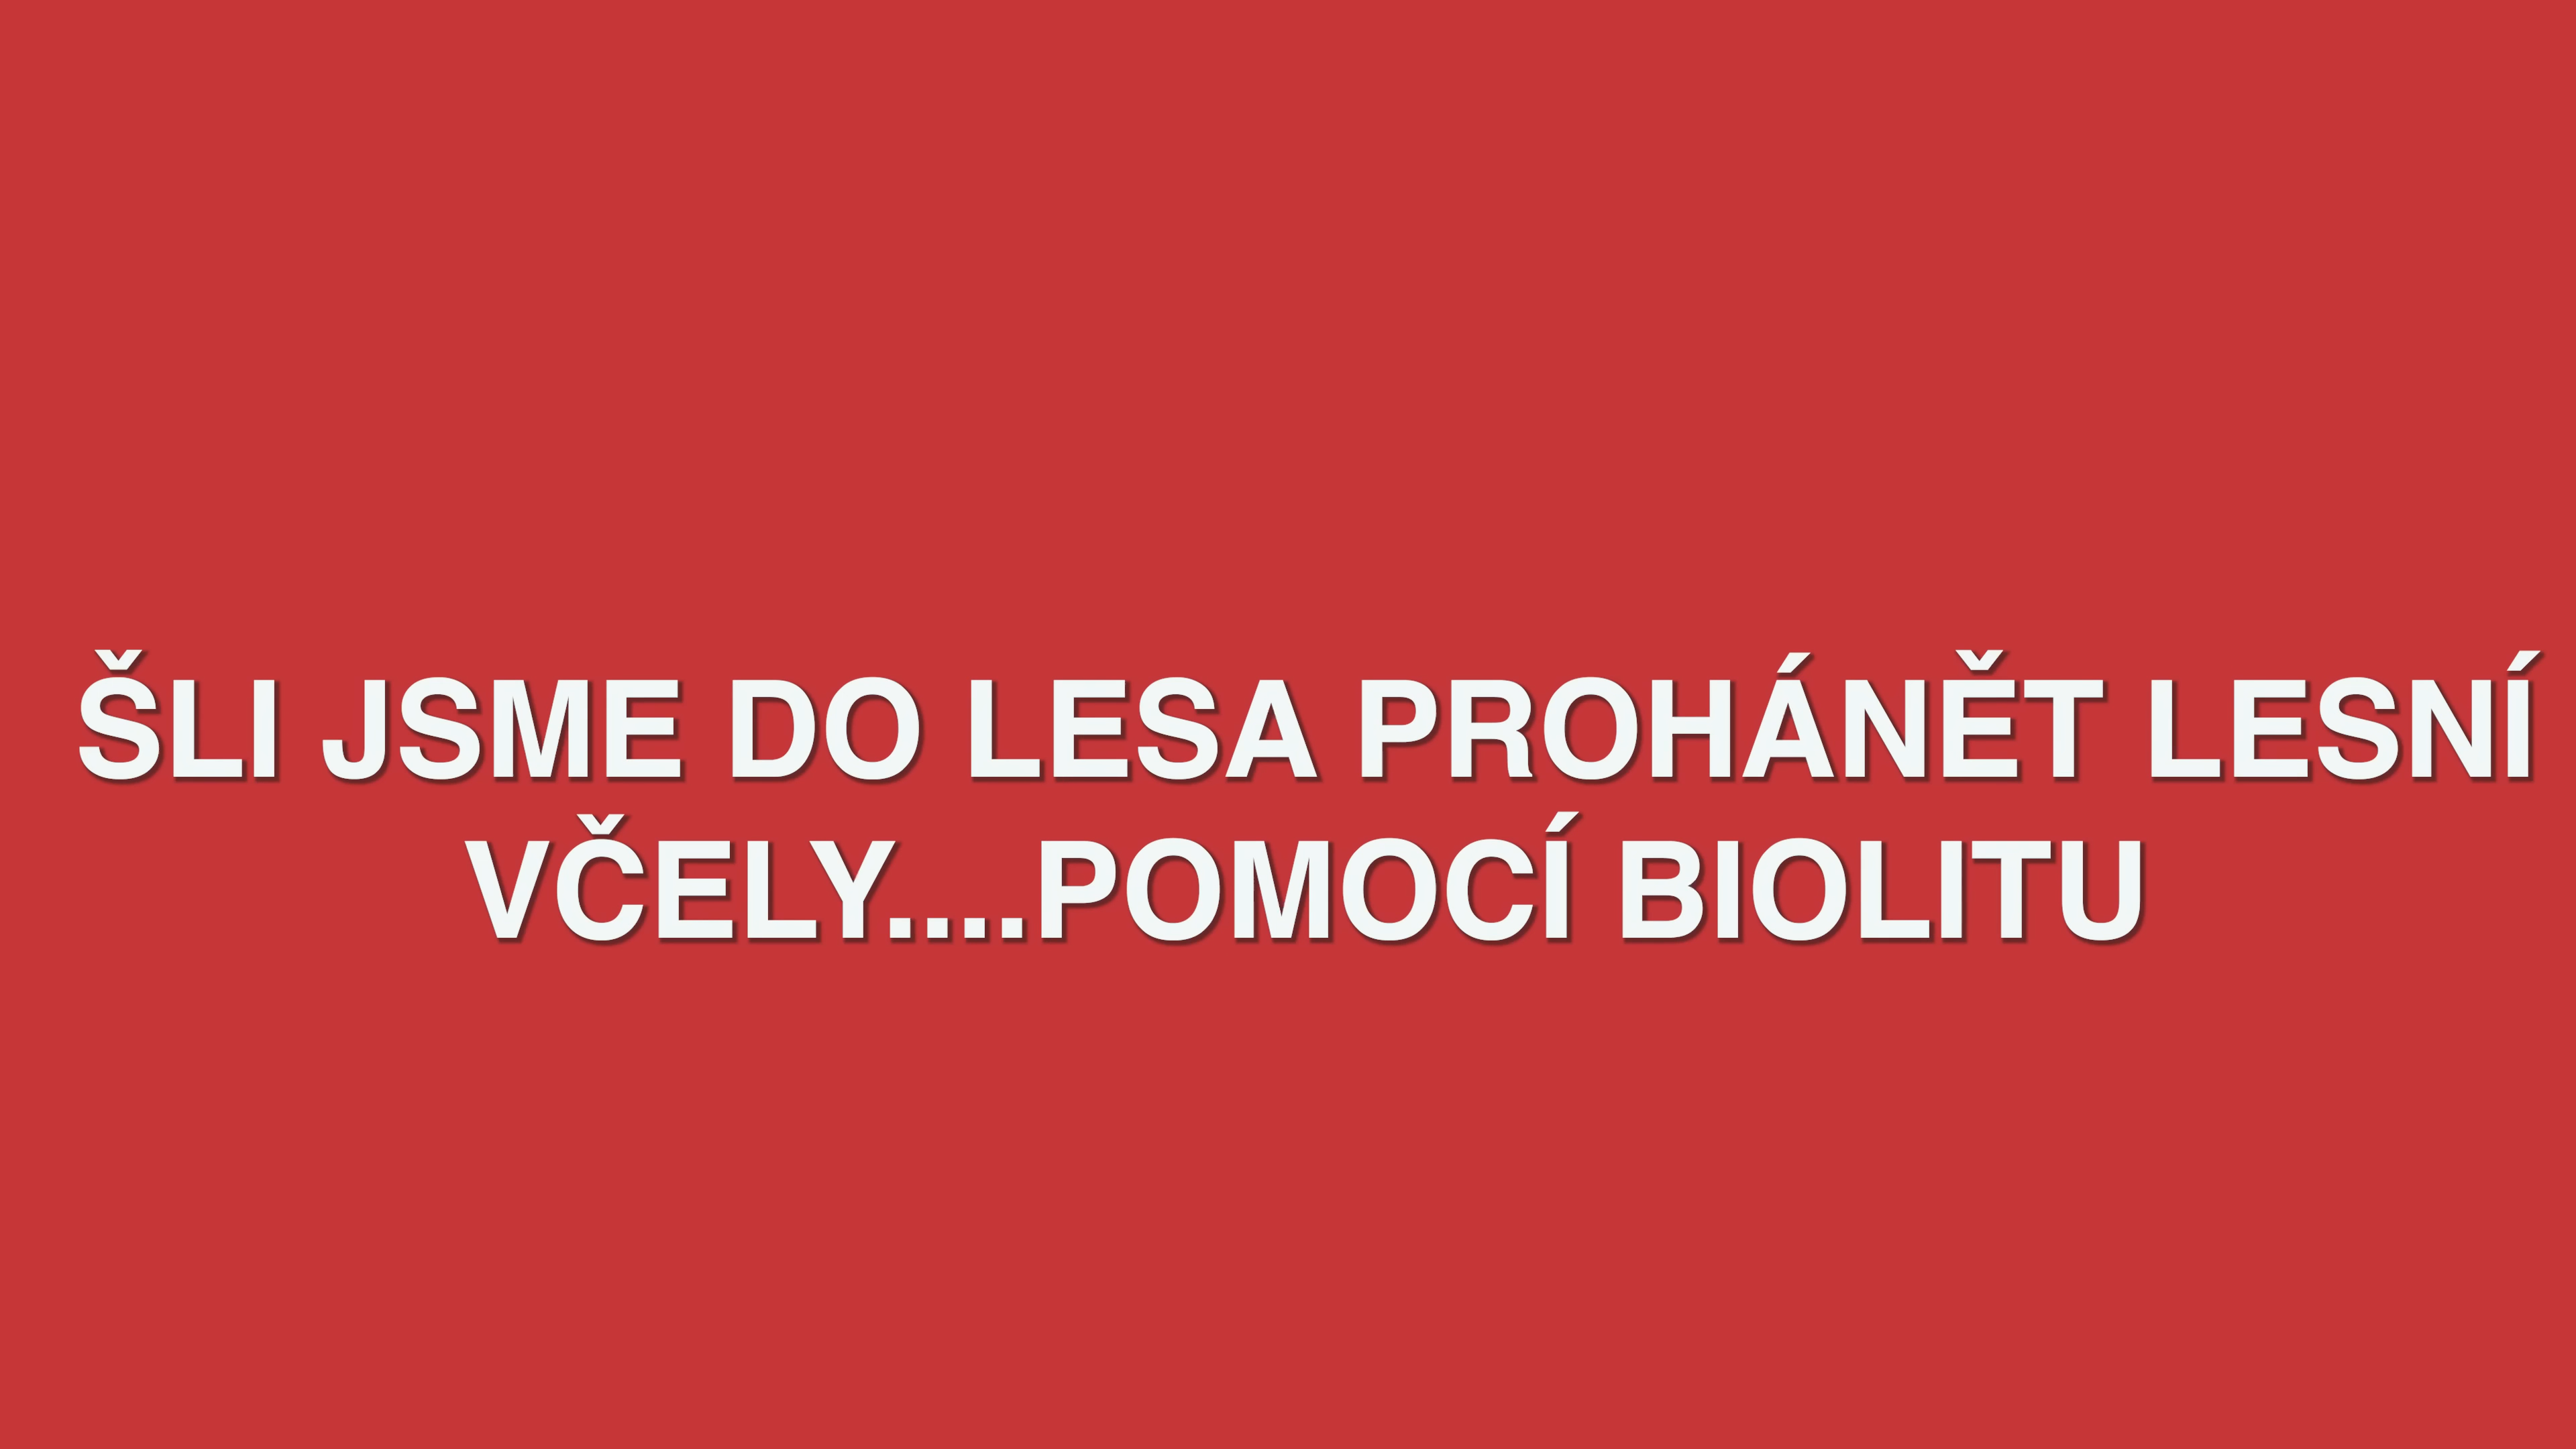 ŠLI JSME DO LESA PROHÁNĚT LESNÍ
VČELY....POMOCÍ BIOLITU